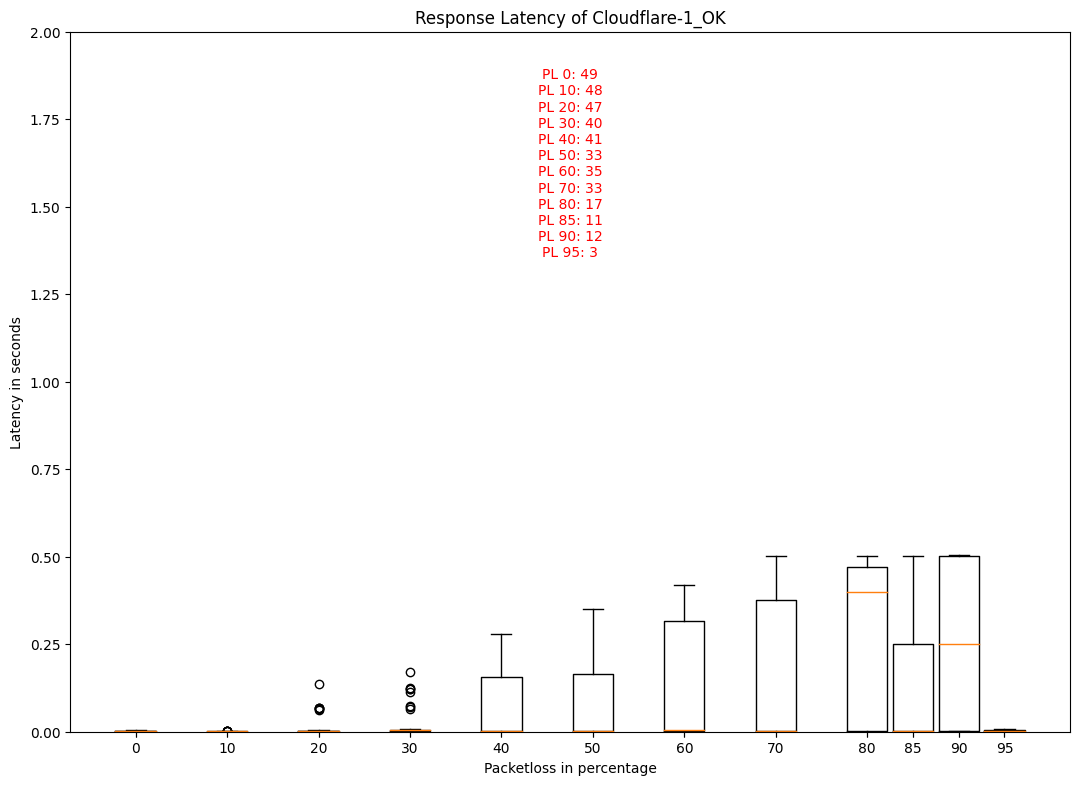 Response Latency of Cloudflare-1_OK
2.00
1.75
1.50
1.25
1.00
0.75
0.50
0.25
0.00
Latency in seconds
PL 0: 49
PL 10: 48
PL 20: 47
PL 30: 40
PL 40: 41
PL 50: 33
PL 60: 35
PL 70: 33
PL 80: 17
PL 85: 11
PL 90: 12
PL 95: 3
0 10 20 30 40 50 60 70 80 85 90 95
Packetloss in percentage